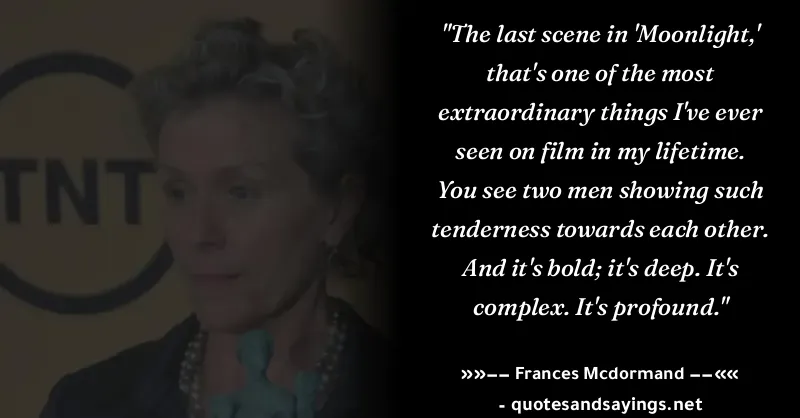 TNT
"The last scene in 'Moonlight,'
that's one of the most
extraordinary things I've ever
seen on film in my lifetime.
You see two men showing such
tenderness towards each other.
And it's bold; it's deep. It's
complex. It's profound."
»»-- Frances Mcdormand --««
- quotesandsayings.net